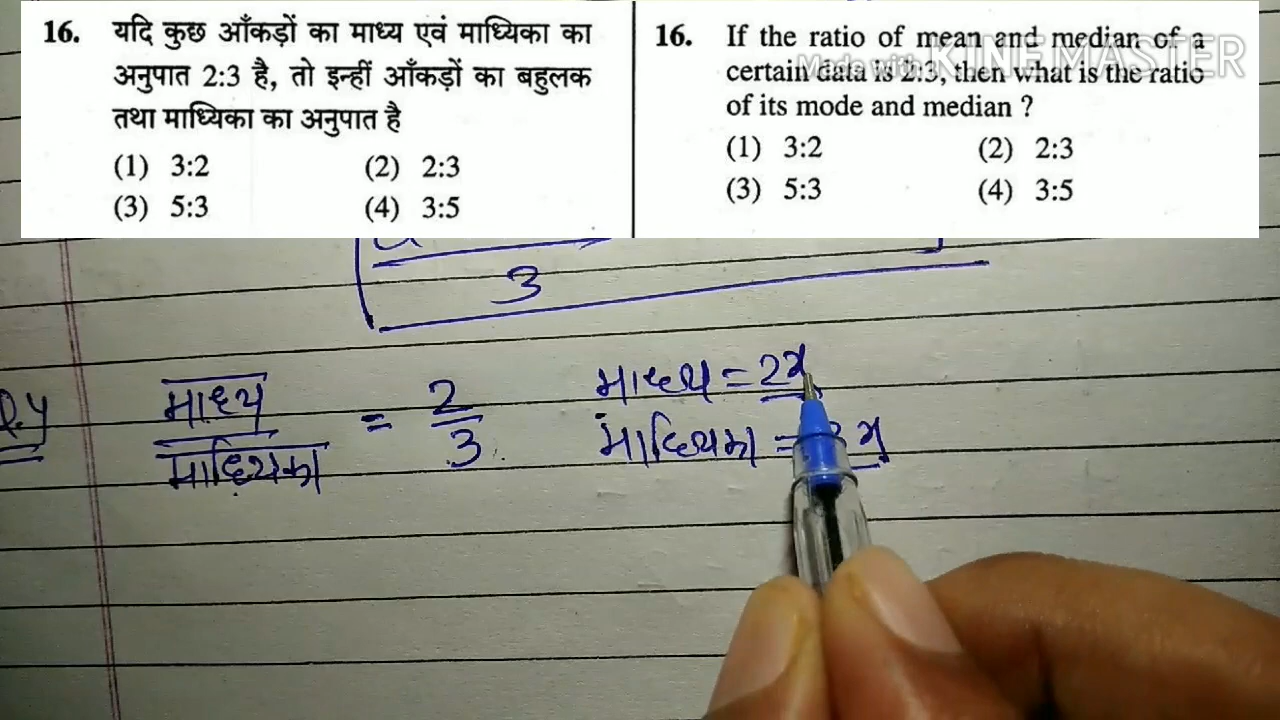 16. यदि कुछ आँकड़ों का माध्य एवं माध्यिका का
अनुपात 2:3 है, तो इन्हीं आँकड़ों का बहुलक
तथा माध्यिका का अनुपात है
(1) 3:2 (2) 2:3
(3) 5:3 (4) 3:5
16. If the ratio of mean and median of a
certain data is 2:3, then what is the ratio
of its mode and median ?
(1) 3:2 (2) 2:3
(3) 5:3 (4) 3:5
Made with KINEMASTER
3
माध्य
माध्यिका
= 2
3
माध्य = 2x
माध्यिका = x